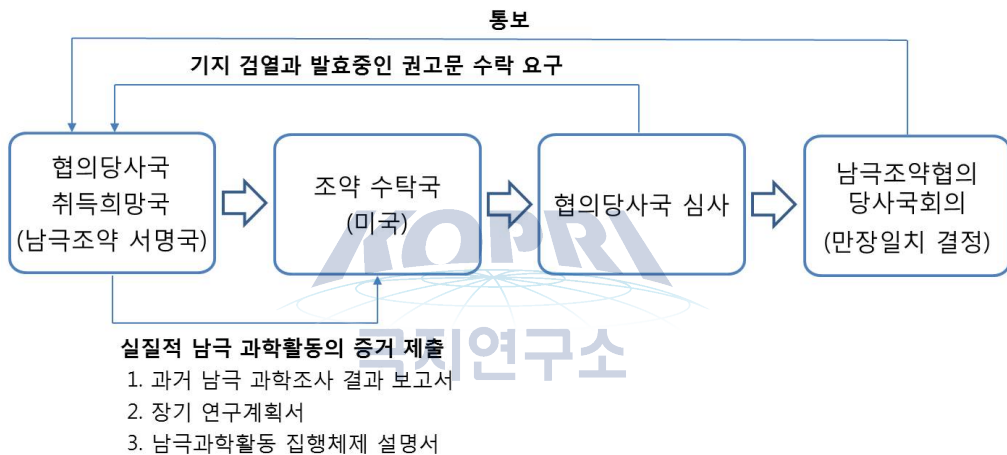 통보
기지 검열과 발효중인 권고문 수락 요구
협의당사국
취득희망국
(남극조약 서명국)
조약 수탁국
(미국)
협의당사국 심사
남극조약협의
당사국회의
(만장일치 결정)
KOPRI
극지연구소
실질적 남극 과학활동의 증거 제출
1. 과거 남극 과학조사 결과 보고서
2. 장기 연구계획서
3. 남극과학활동 집행체제 설명서